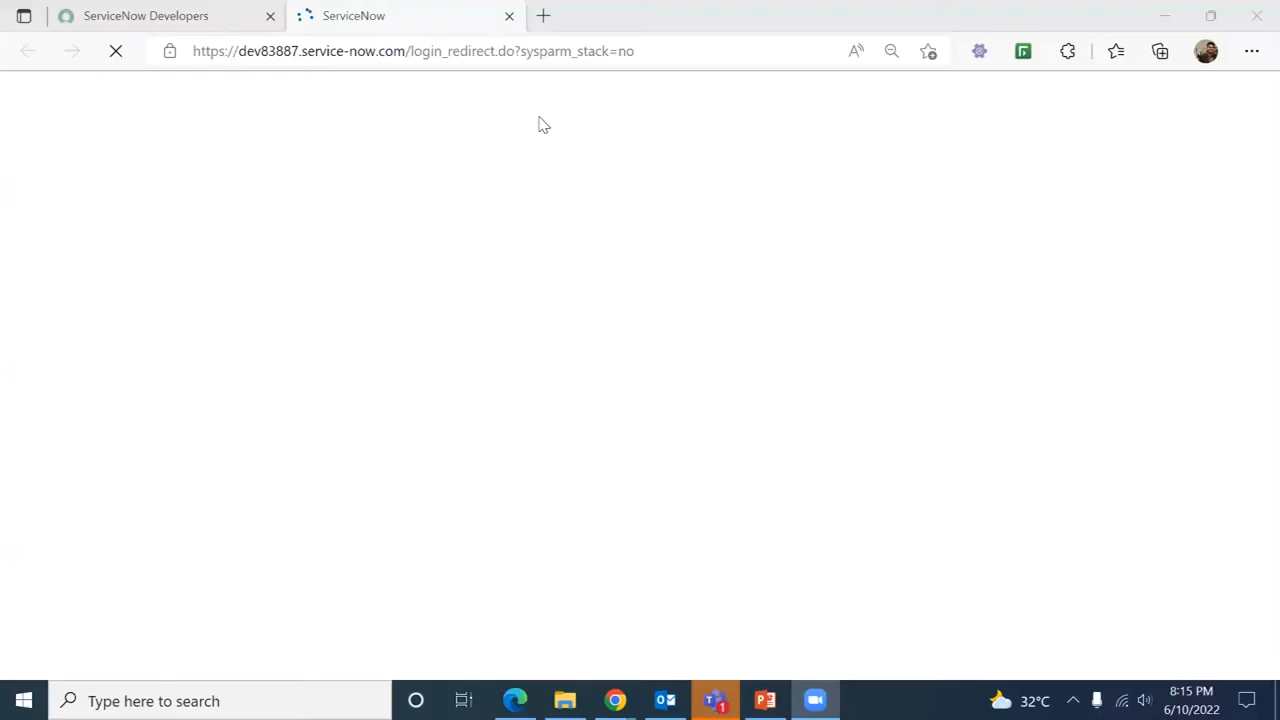 ServiceNow Developers
ServiceNow
https://dev83887.service-now.com/login_redirect.do?sysparm_stack=no
Type here to search
1
32°C
8:15 PM
6/10/2022